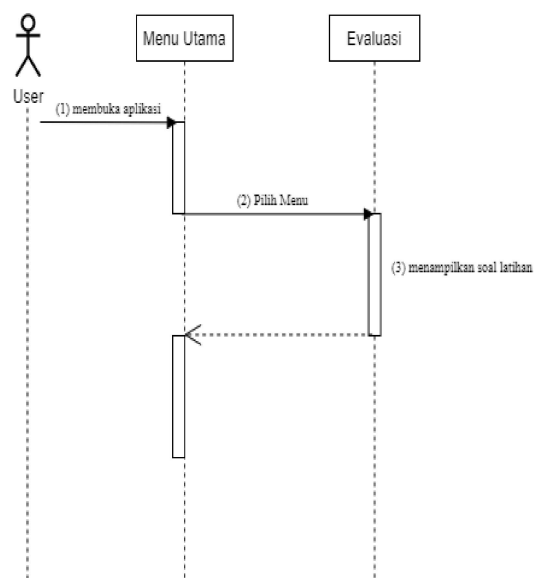 Menu Utama
Evaluasi
User
(1) membuka aplikasi
(2) Pilih Menu
(3) menampilkan soal latihan